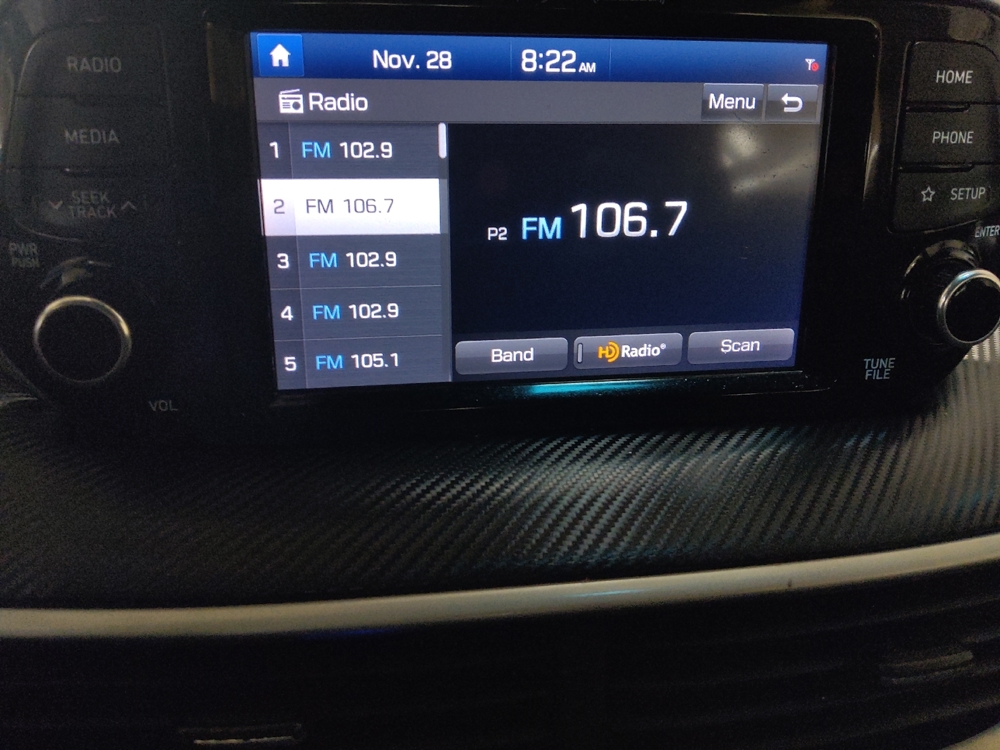 Nov. 28 8:22 AM
Radio
Menu
1 FM 102.9
2 FM 106.7
3 FM 102.9
4 FM 102.9
5 FM 105.1
P2 FM 106.7
Band
HD Radio®
Scan
RADIO
MEDIA
SEEK
TRACK
PWR
PUSH
VOL
HOME
PHONE
SETUP
ENTER
TUNE
FILE